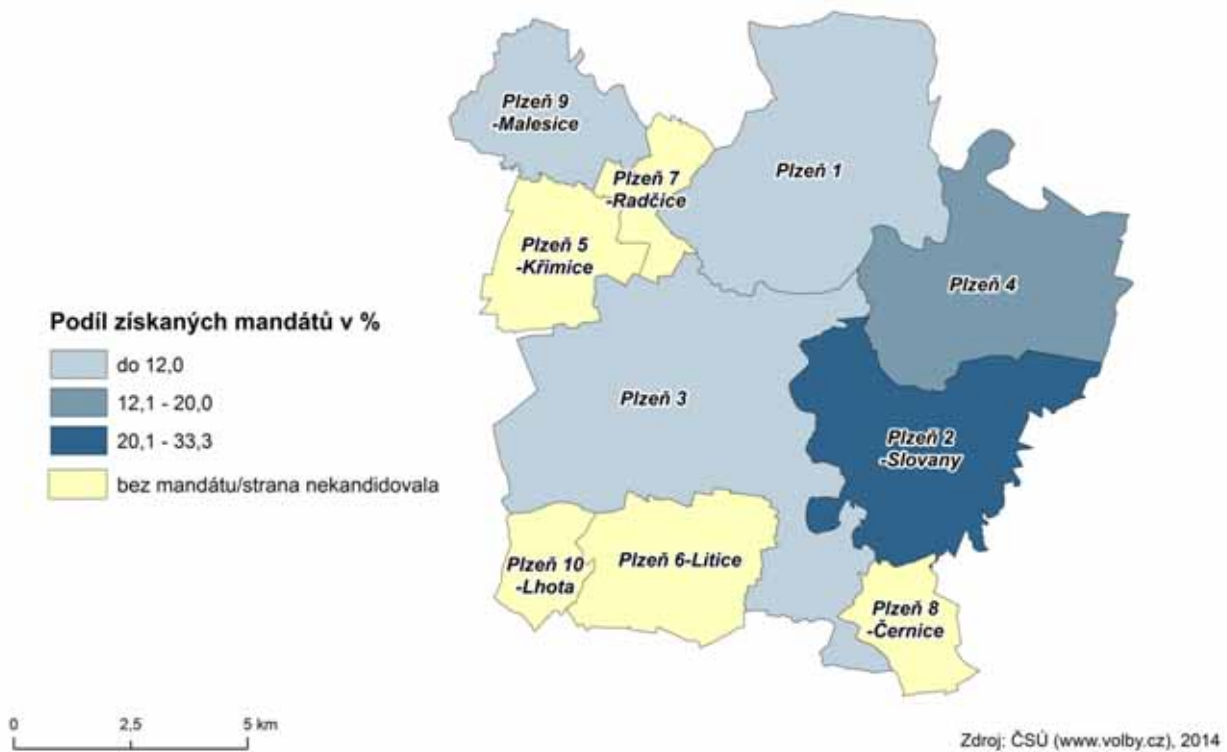 Plzeň 9
-Malesice
Plzeň 1
Plzeň 7
-Radčice
Plzeň 5
-Křimice
Plzeň 4
Podíl získaných mandátů v %
do 12,0
12,1 - 20,0
20,1 - 33,3
bez mandátu/strana nekandidovala
Plzeň 3
Plzeň 2
-Slovany
Plzeň 10
-Lhota
Plzeň 6-Litice
Plzeň 8
-Černice
0 2,5 5 km
Zdroj: ČSÚ (www.volby.cz), 2014